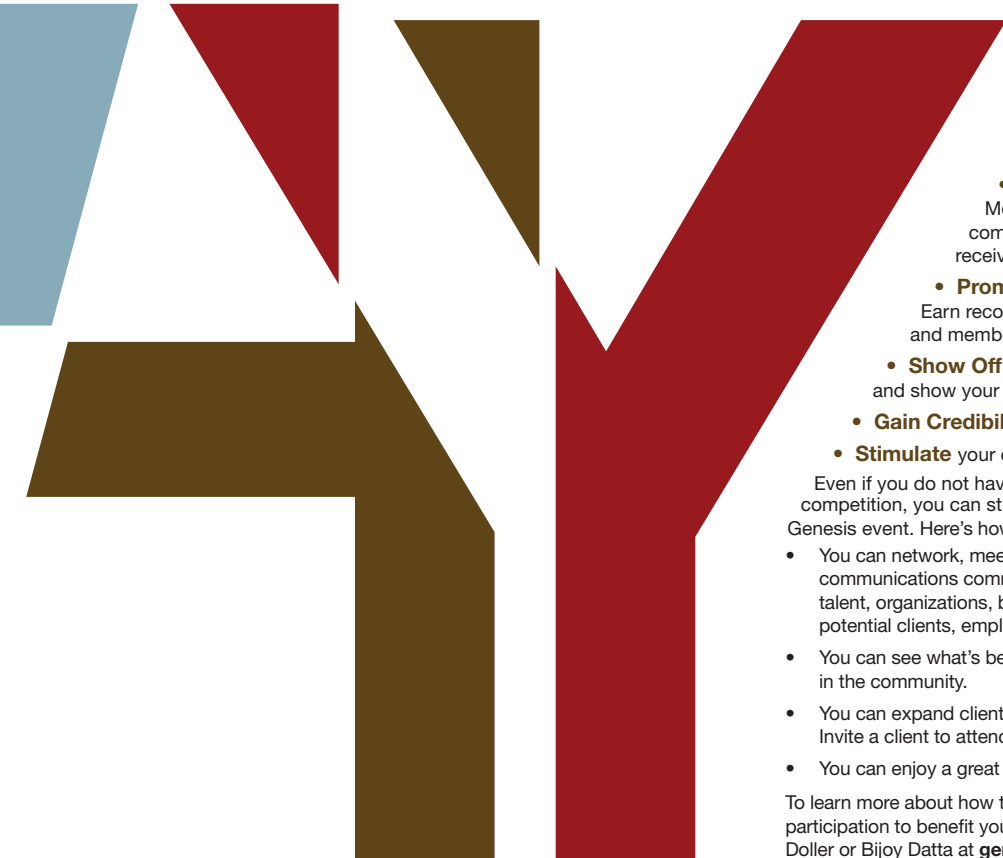 •
• Prom
Earn reco
and memb
• Show Off
and show your
• Gain Credibil
• Stimulate your
Even if you do not hav
competition, you can st
Genesis event. Here's how
• You can network, mee
communications comm
talent, organizations, b
potential clients, empl
• You can see what's be
in the community.
• You can expand client
Invite a client to attend
• You can enjoy a great
To learn more about how t
participation to benefit you
Doller or Bijoy Datta at ge